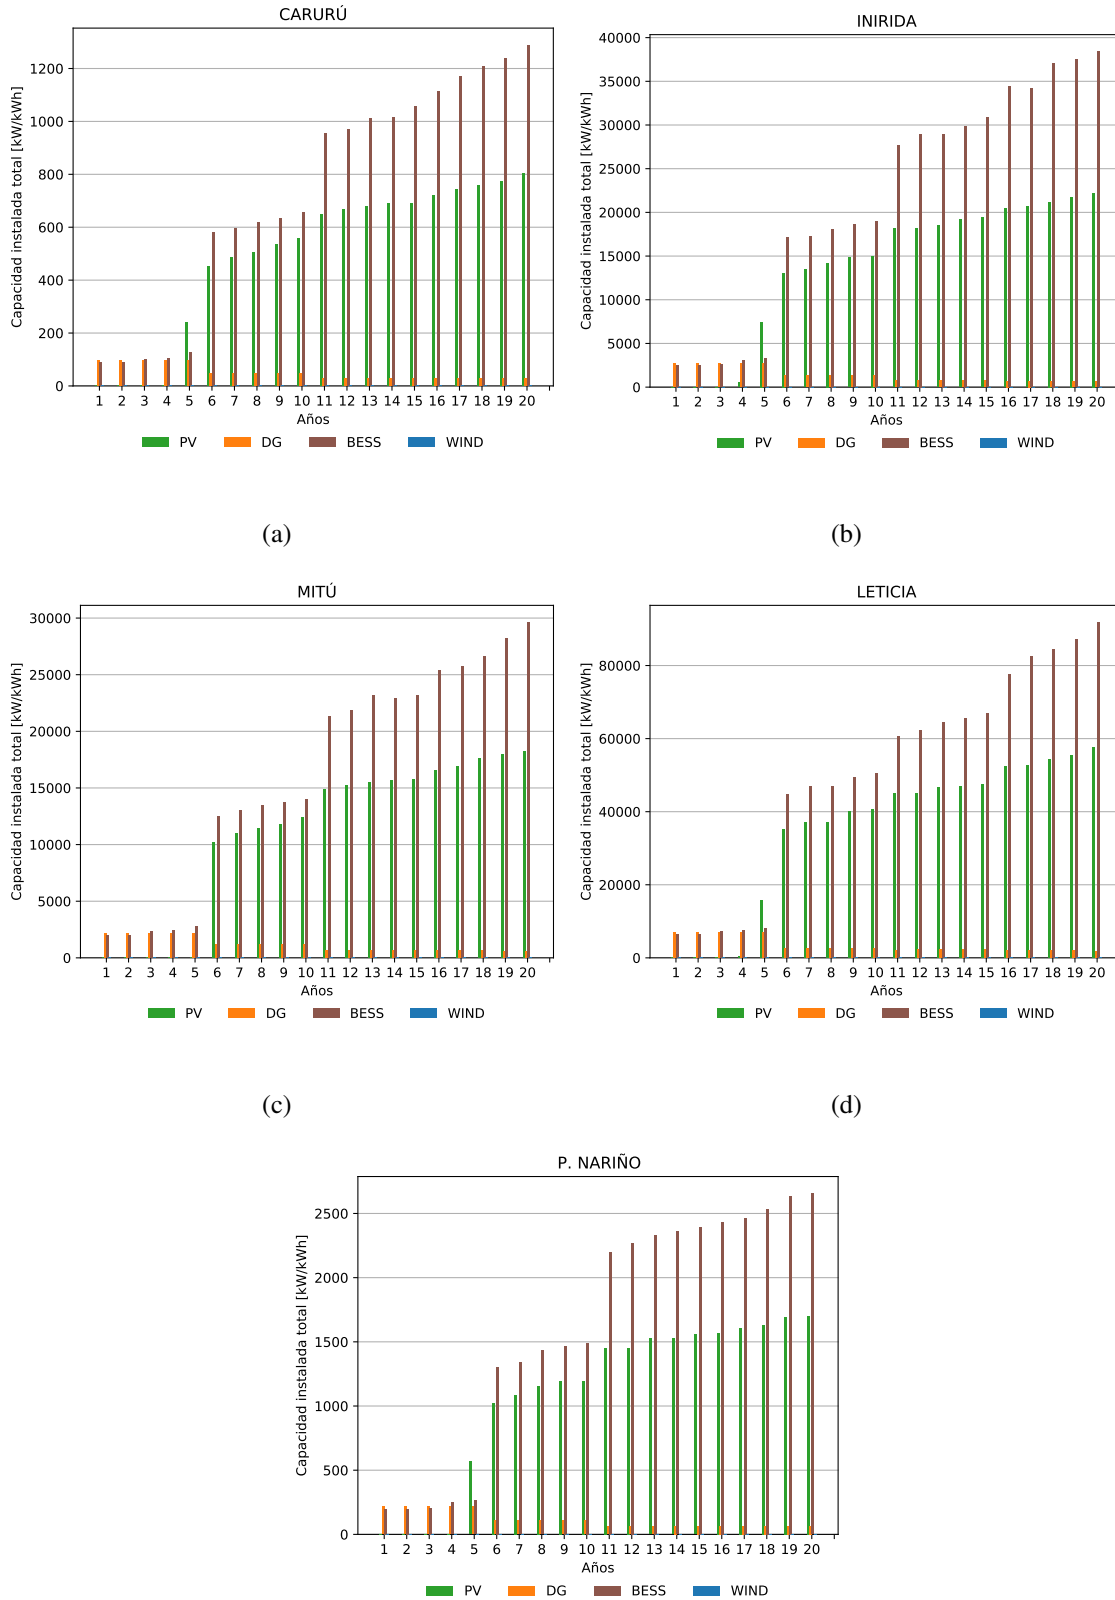 CARURÚ
Capacidad instalada total [kW/kWh]
1200
1000
800
600
400
200
0
1 2 3 4 5 6 7 8 9 10 11 12 13 14 15 16 17 18 19 20
Años
PV DG BESS WIND
(a)
INIRIDA
Capacidad instalada total [kW/kWh]
40000
35000
30000
25000
20000
15000
10000
5000
0
1 2 3 4 5 6 7 8 9 10 11 12 13 14 15 16 17 18 19 20
Años
PV DG BESS WIND
(b)
MITÚ
Capacidad instalada total [kW/kWh]
30000
25000
20000
15000
10000
5000
0
1 2 3 4 5 6 7 8 9 10 11 12 13 14 15 16 17 18 19 20
Años
PV DG BESS WIND
(c)
LETICIA
Capacidad instalada total [kW/kWh]
80000
60000
40000
20000
0
1 2 3 4 5 6 7 8 9 10 11 12 13 14 15 16 17 18 19 20
Años
PV DG BESS WIND
(d)
P. NARIÑO
Capacidad instalada total [kW/kWh]
2500
2000
1500
1000
500
0
1 2 3 4 5 6 7 8 9 10 11 12 13 14 15 16 17 18 19 20
Años
PV DG BESS WIND